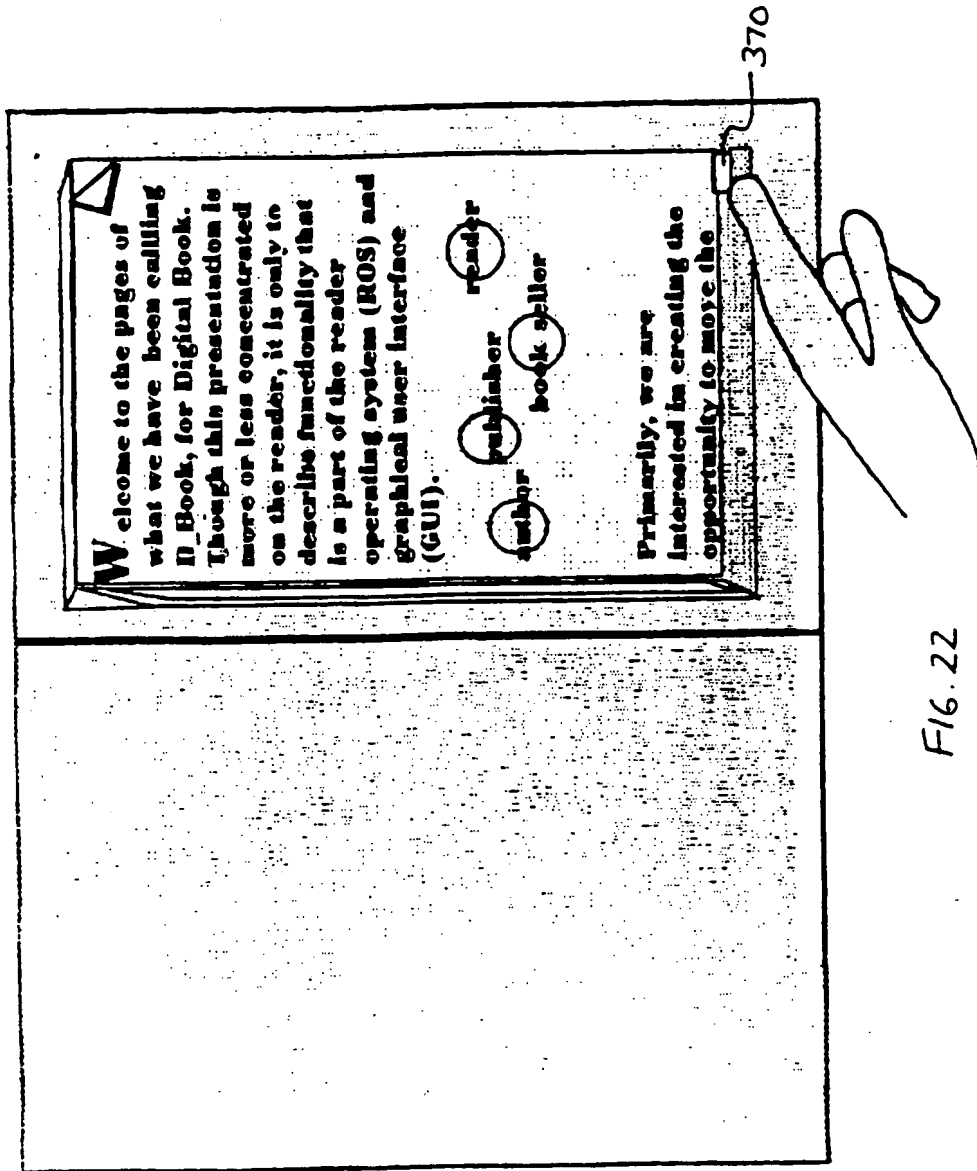 Welcome to the pages of
what we have been callling
D_Book, for Digital Book.
Though this presentation is
more or less concentrated
on the reader, it is only to
describe functionality that
is a part of the reader
operating system (ROS) and
graphical user interface
(GUI).
author publisher book seller reader
Primarily, we are
interested in creating the
opportunity to move the
370
FIG. 22